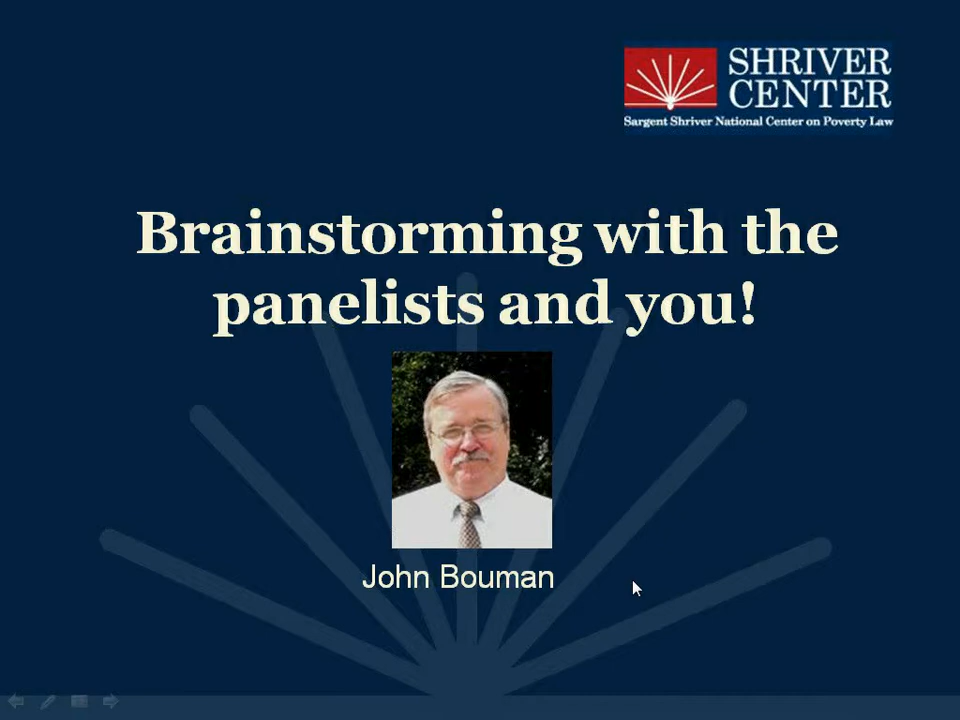 SHRIVER
CENTER
Sargent Shriver National Center on Poverty Law
Brainstorming with the
panelists and you!
John Bouman